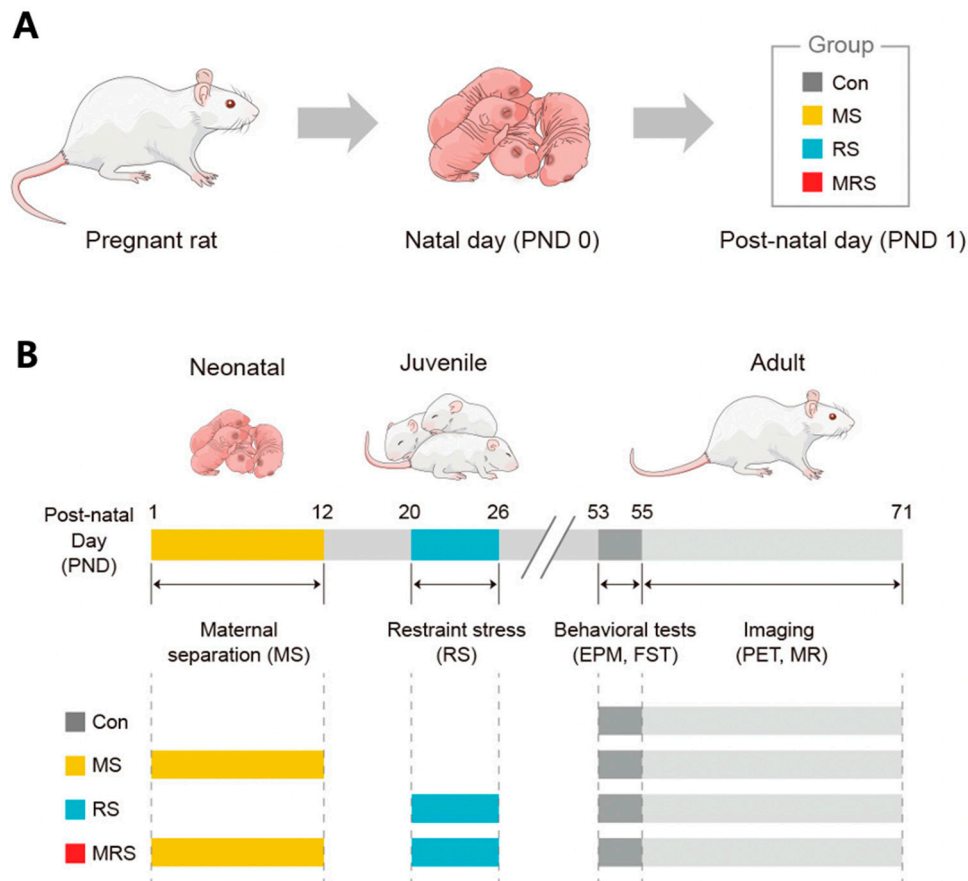 A
Group
Con
MS
RS
MRS
Pregnant rat
Natal day (PND 0)
Post-natal day (PND 1)
B
Neonatal
Juvenile
Adult
Post-natal
Day
(PND)
1
12
20
26
53
55
71
Maternal
separation (MS)
Restraint stress
(RS)
Behavioral tests
(EPM, FST)
Imaging
(PET, MR)
Con
MS
RS
MRS